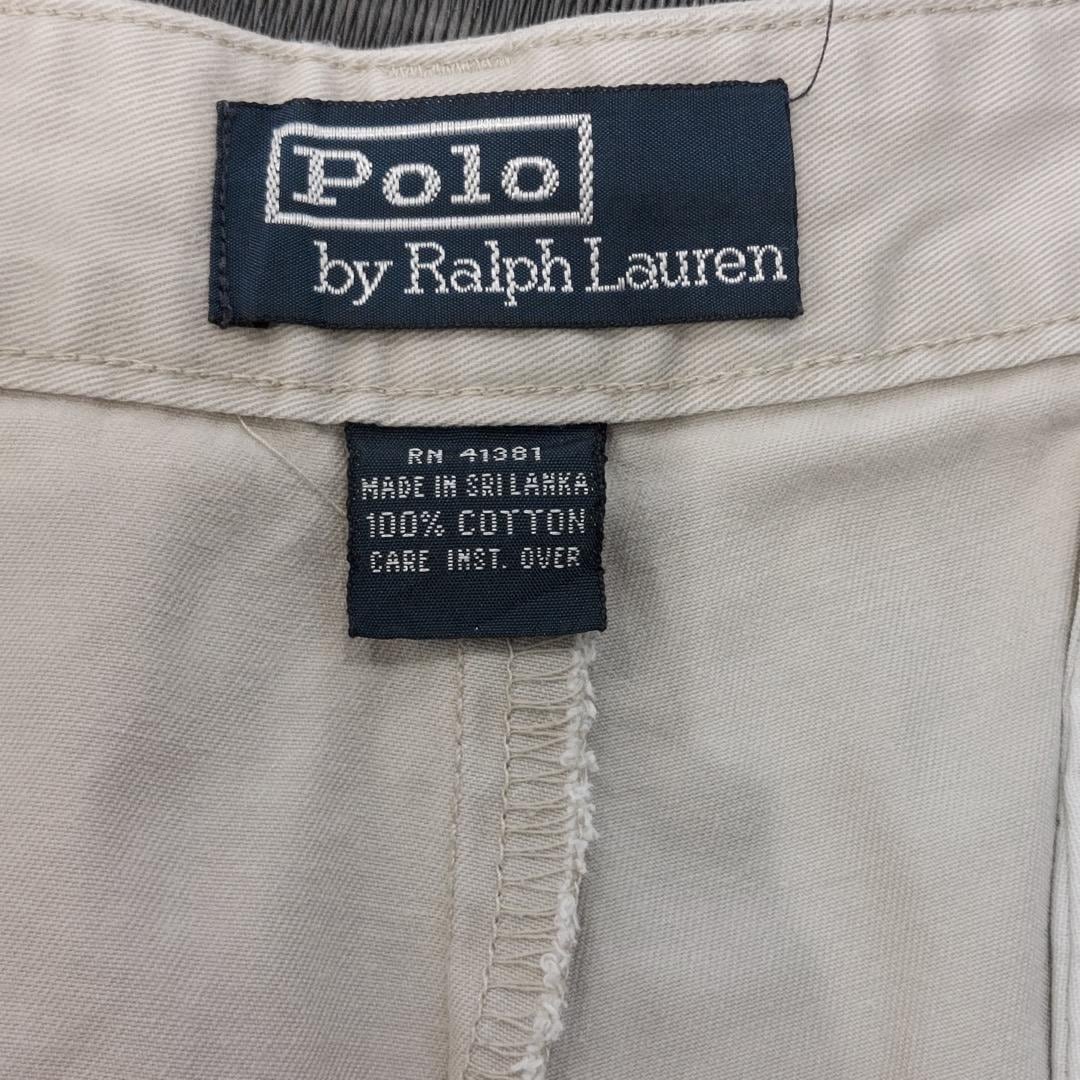 Polo
by Ralph Lauren
RN 41381
MADE IN SRI LANKA
100% COTTON
CARE INST. OVER